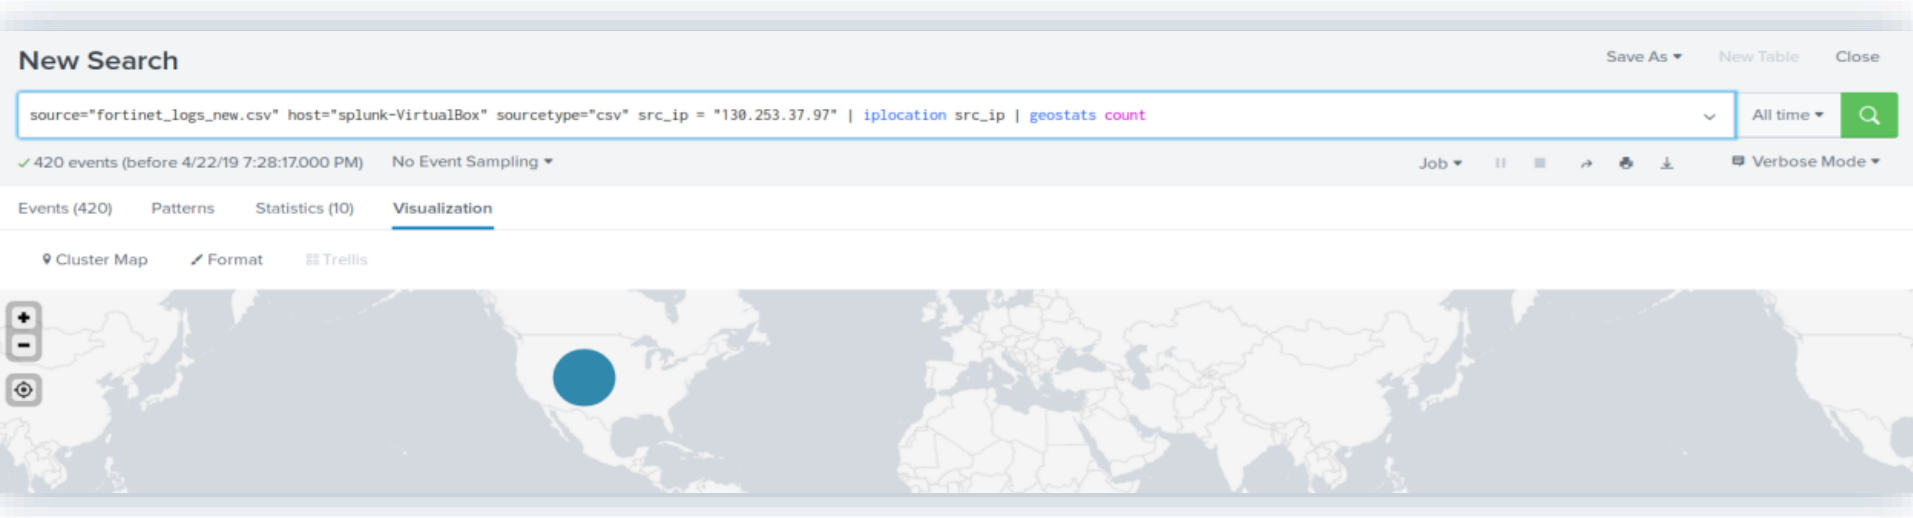 New Search
Save As
New Table
Close
source="fortinet_logs_new.csv" host="splunk-VirtualBox" sourcetype="csv" src_ip = "130.253.37.97" | iplocation src_ip | geostats count
All time
420 events (before 4/22/19 7:28:17.000 PM)
No Event Sampling
Job
Verbose Mode
Events (420)
Patterns
Statistics (10)
Visualization
Cluster Map
Format
Trellis
+
-